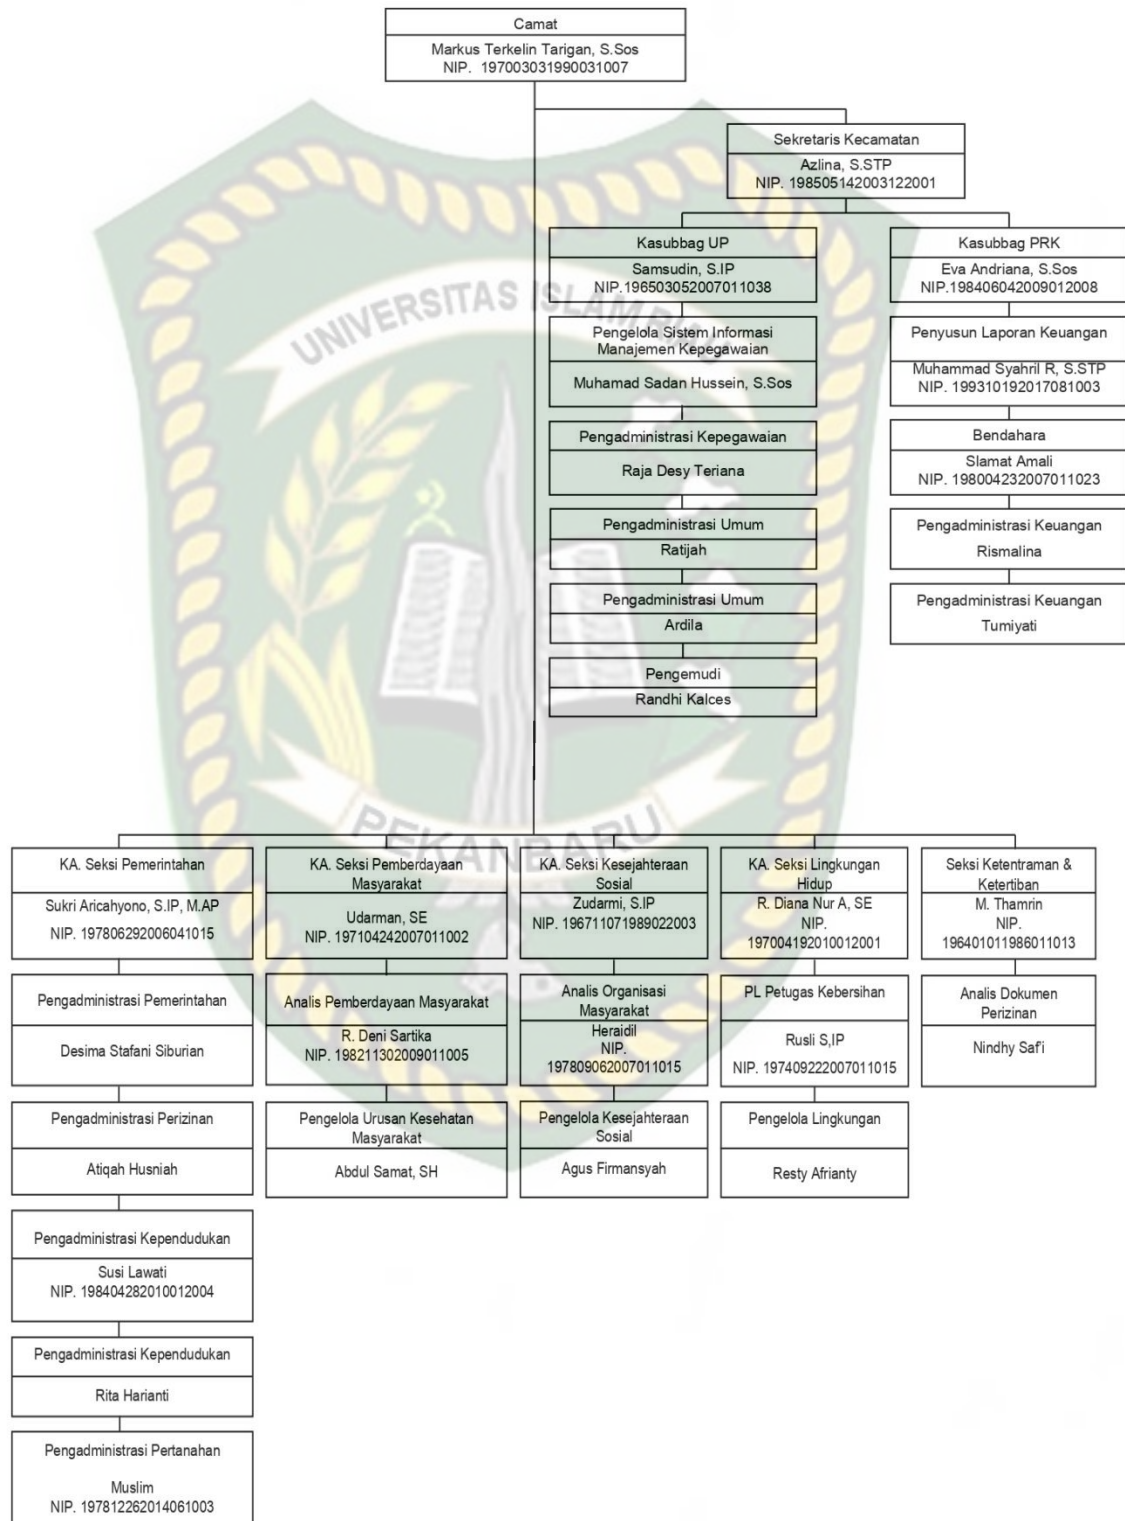 Camat
Markus Terkelin Tarigan, S.Sos
NIP. 197003031990031007
Sekretaris Kecamatan
Azlina, S.STP
NIP. 198505142003122001
Kasubbag UP
Samsudin, S.IP
NIP.196503052007011038
Pengelola Sistem Informasi
Manajemen Kepegawaian
Muhamad Sadan Hussein, S.Sos
Pengadministrasi Kepegawaian
Raja Desy Teriana
Pengadministrasi Umum
Ratijah
Pengadministrasi Umum
Ardila
Pengemudi
Randhi Kalces
Kasubbag PRK
Eva Andriana, S.Sos
NIP.198406042009012008
Penyusun Laporan Keuangan
Muhammad Syahril R, S.STP
NIP. 199310192017081003
Bendahara
Slamat Amali
NIP. 198004232007011023
Pengadministrasi Keuangan
Rismalina
Pengadministrasi Keuangan
Tumiyati
UNIVERSITAS ISLAM RIAU
PEKANBARU
KA. Seksi Pemerintahan
Sukri Aricahyono, S.IP, M.AP
NIP. 197806292006041015
Pengadministrasi Pemerintahan
Desima Stafani Siburian
Pengadministrasi Perizinan
Atiqah Husniah
Pengadministrasi Kependudukan
Susi Lawati
NIP. 198404282010012004
Pengadministrasi Kependudukan
Rita Harianti
Pengadministrasi Pertanahan
Muslim
NIP. 197812262014061003
KA. Seksi Pemberdayaan
Masyarakat
Udarman, SE
NIP. 197104242007011002
Analis Pemberdayaan Masyarakat
R. Deni Sartika
NIP. 198211302009011005
Pengelola Urusan Kesehatan
Masyarakat
Abdul Samat, SH
KA. Seksi Kesejahteraan
Sosial
Zudarmi, S.IP
NIP. 196711071989022003
Analis Organisasi
Masyarakat
Heraidil
NIP.
197809062007011015
Pengelola Kesejahteraan
Sosial
Agus Firmansyah
KA. Seksi Lingkungan
Hidup
R. Diana Nur A, SE
NIP.
197004192010012001
PL Petugas Kebersihan
Rusli S,IP
NIP. 197409222007011015
Pengelola Lingkungan
Resty Afrianty
Seksi Ketentraman &
Ketertiban
M. Thamrin
NIP.
196401011986011013
Analis Dokumen
Perizinan
Nindhy Saf'i